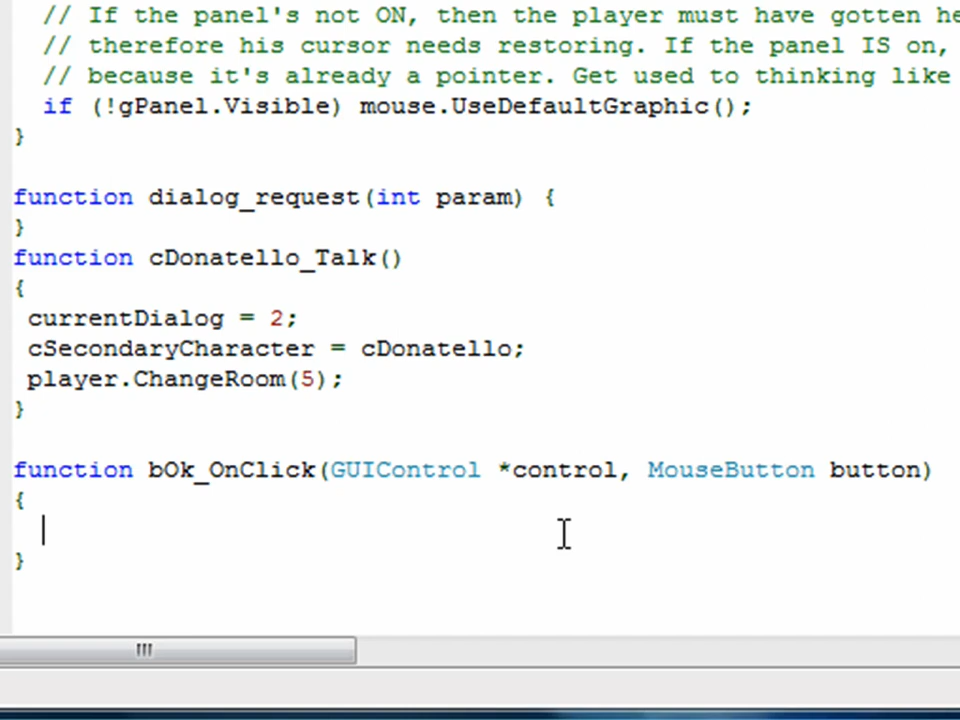 // If the panel's not ON, then the player must have gotten he
// therefore his cursor needs restoring. If the panel IS on,
// because it's already a pointer. Get used to thinking like
if (!gPanel.Visible) mouse.UseDefaultGraphic();
}
function dialog_request(int param) {
}
function cDonatello_Talk()
{
currentDialog = 2;
cSecondaryCharacter = cDonatello;
player.ChangeRoom(5);
}
function bOk_OnClick(GUIControl *control, MouseButton button)
{
}